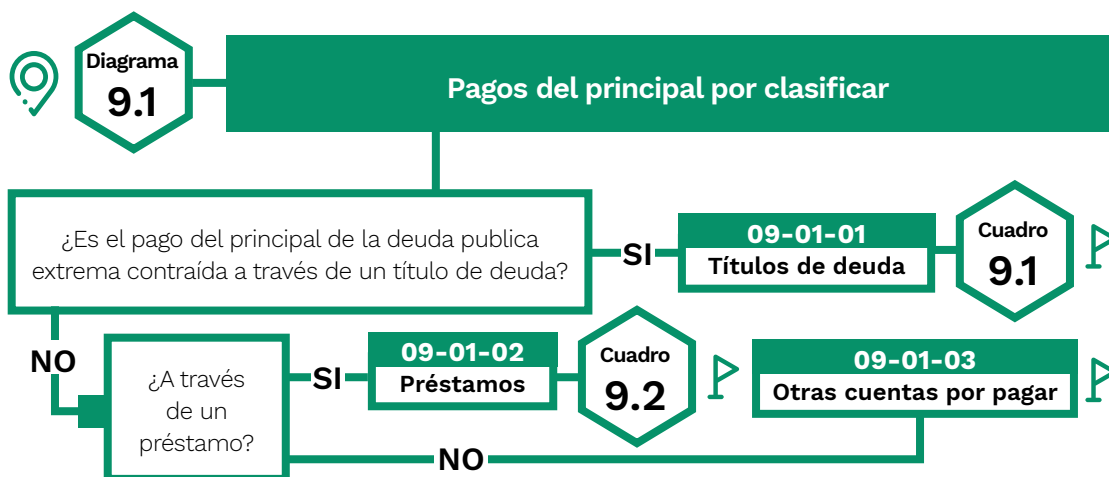 Diagrama
9.1
Pagos del principal por clasificar
¿Es el pago del principal de la deuda publica
extrema contraída a través de un título de deuda?
SI
09-01-01
Títulos de deuda
Cuadro
9.1
NO
¿A través
de un
préstamo?
SI
09-01-02
Préstamos
Cuadro
9.2
09-01-03
Otras cuentas por pagar
NO